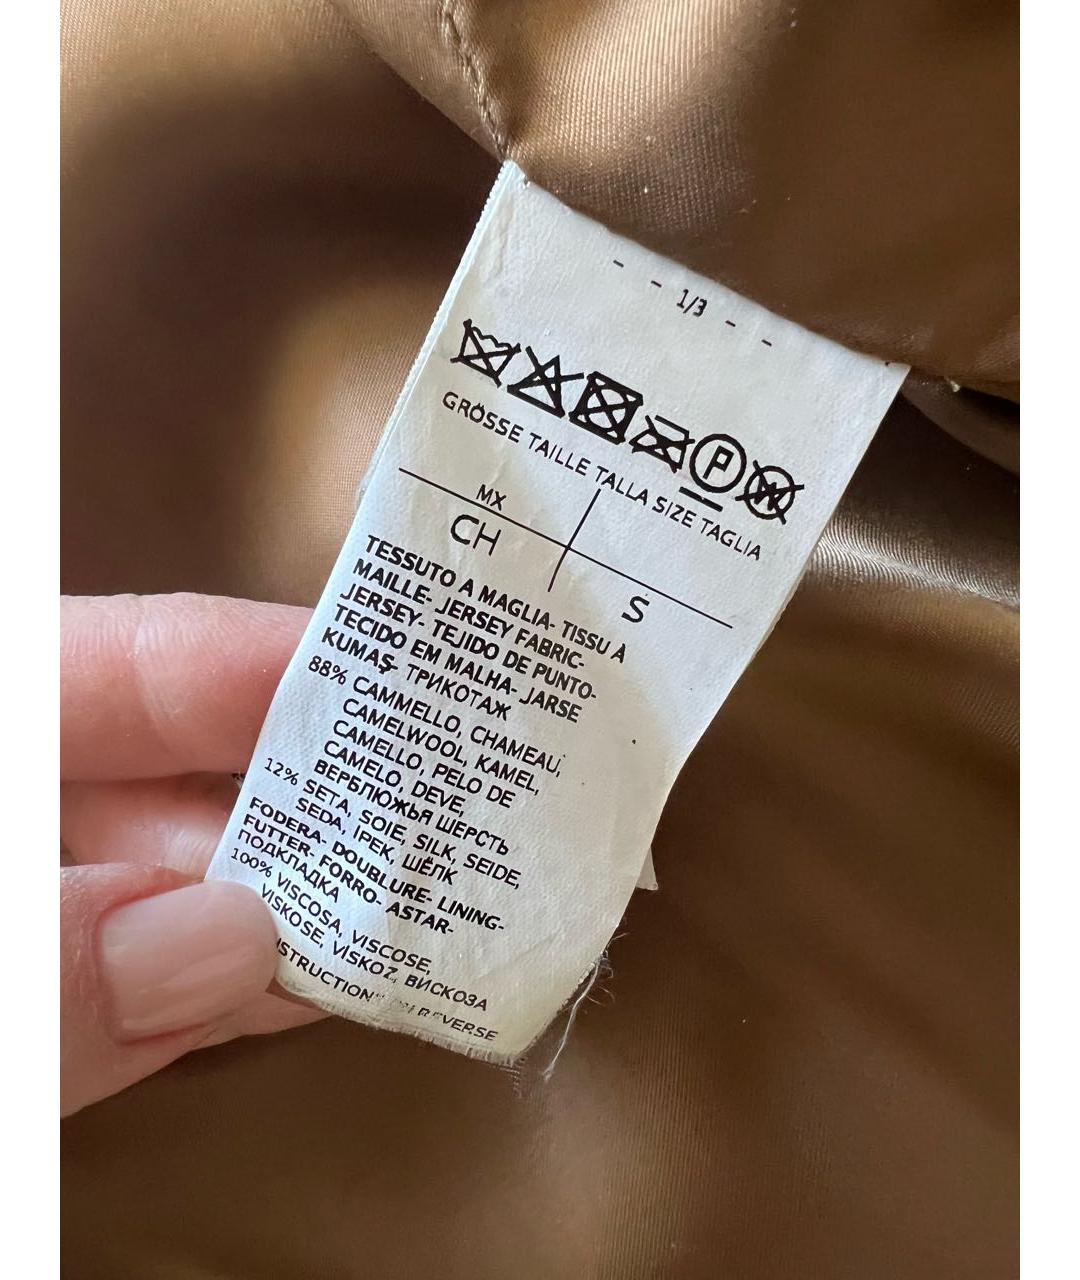 - - 1/3 - -
P W
GRÖSSE TAILLE TALLA SIZE TAGLIA
MX
CH
S
TESSUTO A MAGLIA- TISSU À
MAILLE- JERSEY FABRIC-
JERSEY- TEJIDO DE PUNTO-
TECIDO EM MALHA- JARSE
KUMAŞ- ТРИКОТАЖ
88% CAMMELLO, CHAMEAU,
CAMELWOOL, KAMEL,
CAMELLO, PELO DE
CAMELO, DEVE,
ВЕРБЛЮЖЬЯ ШЕРСТЬ
12% SETA, SOIE, SILK, SEIDE,
SEDA, İPEK, ШЁЛК
FODERA- DOUBLURE- LINING-
FUTTER- FORRO- ASTAR-
ПОДКЛАДКА
100% VISCOSA, VISCOSE,
VISKOSE, VISKOZ, ВИСКОЗА
REVERSE